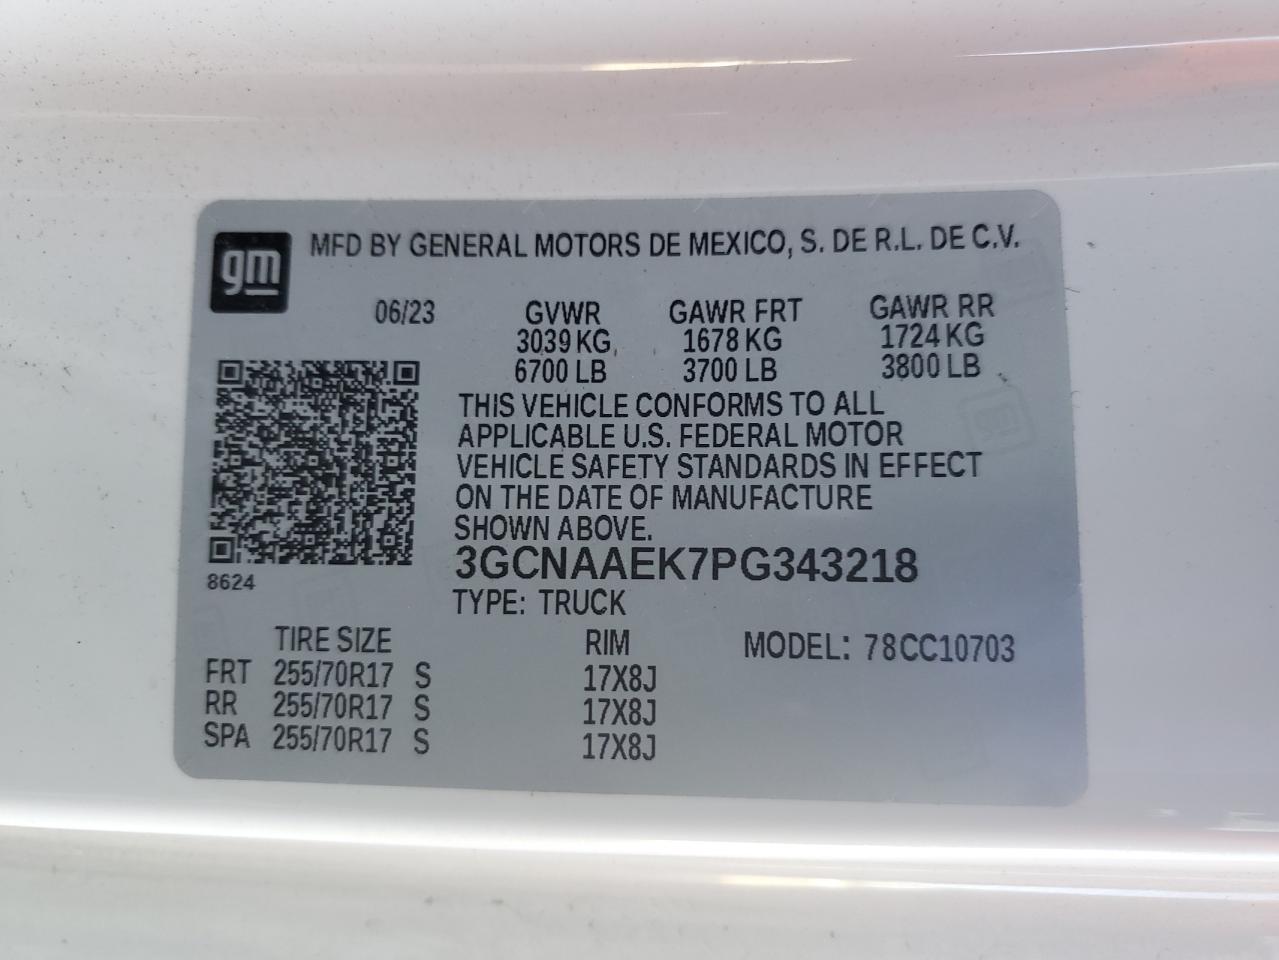 gm
MFD BY GENERAL MOTORS DE MEXICO, S. DE R.L. DE C.V.
06/23 GVWR GAWR FRT GAWR RR
3039 KG 1678 KG 1724 KG
6700 LB 3700 LB 3800 LB
THIS VEHICLE CONFORMS TO ALL
APPLICABLE U.S. FEDERAL MOTOR
VEHICLE SAFETY STANDARDS IN EFFECT
ON THE DATE OF MANUFACTURE
SHOWN ABOVE.
3GCNAAEK7PG343218
8624
TYPE: TRUCK
TIRE SIZE RIM MODEL: 78CC10703
FRT 255/70R17 S 17X8J
RR 255/70R17 S 17X8J
SPA 255/70R17 S 17X8J